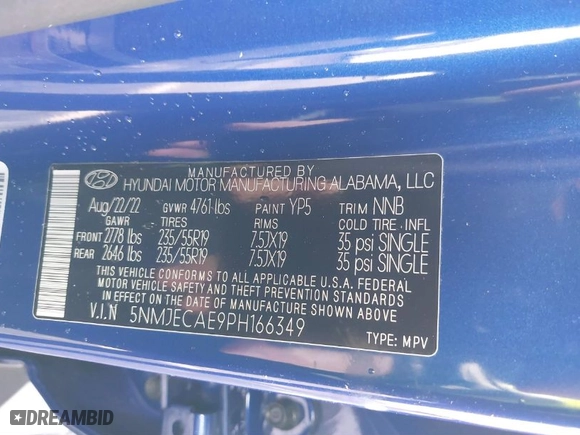 MANUFACTURED BY
HYUNDAI MOTOR MANUFACTURING ALABAMA, LLC
Aug/22/22 GVWR 4761-lbs PAINT YP5 TRIM NNB
GAWR TIRES RIMS COLD TIRE INFL
FRONT 2778 lbs 235/55R19 7.5JX19 35 psi SINGLE
REAR 2646 lbs 235/55R19 7.5JX19 35 psi SINGLE
THIS VEHICLE CONFORMS TO ALL APPLICABLE U.S.A. FEDERAL
MOTOR VEHICLE SAFETY AND THEFT PREVENTION STANDARDS
IN EFFECT ON THE DATE OF MANUFACTURE SHOWN ABOVE
V.I.N 5NMJECAE9PH166349
TYPE: MPV
DREAMBID